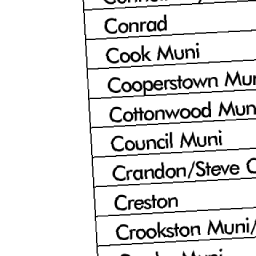 Conrad
Cook Muni
Cooperstown Mun
Cottonwood Mun
Council Muni
Crandon/Steve
Creston
Crookston Muni/